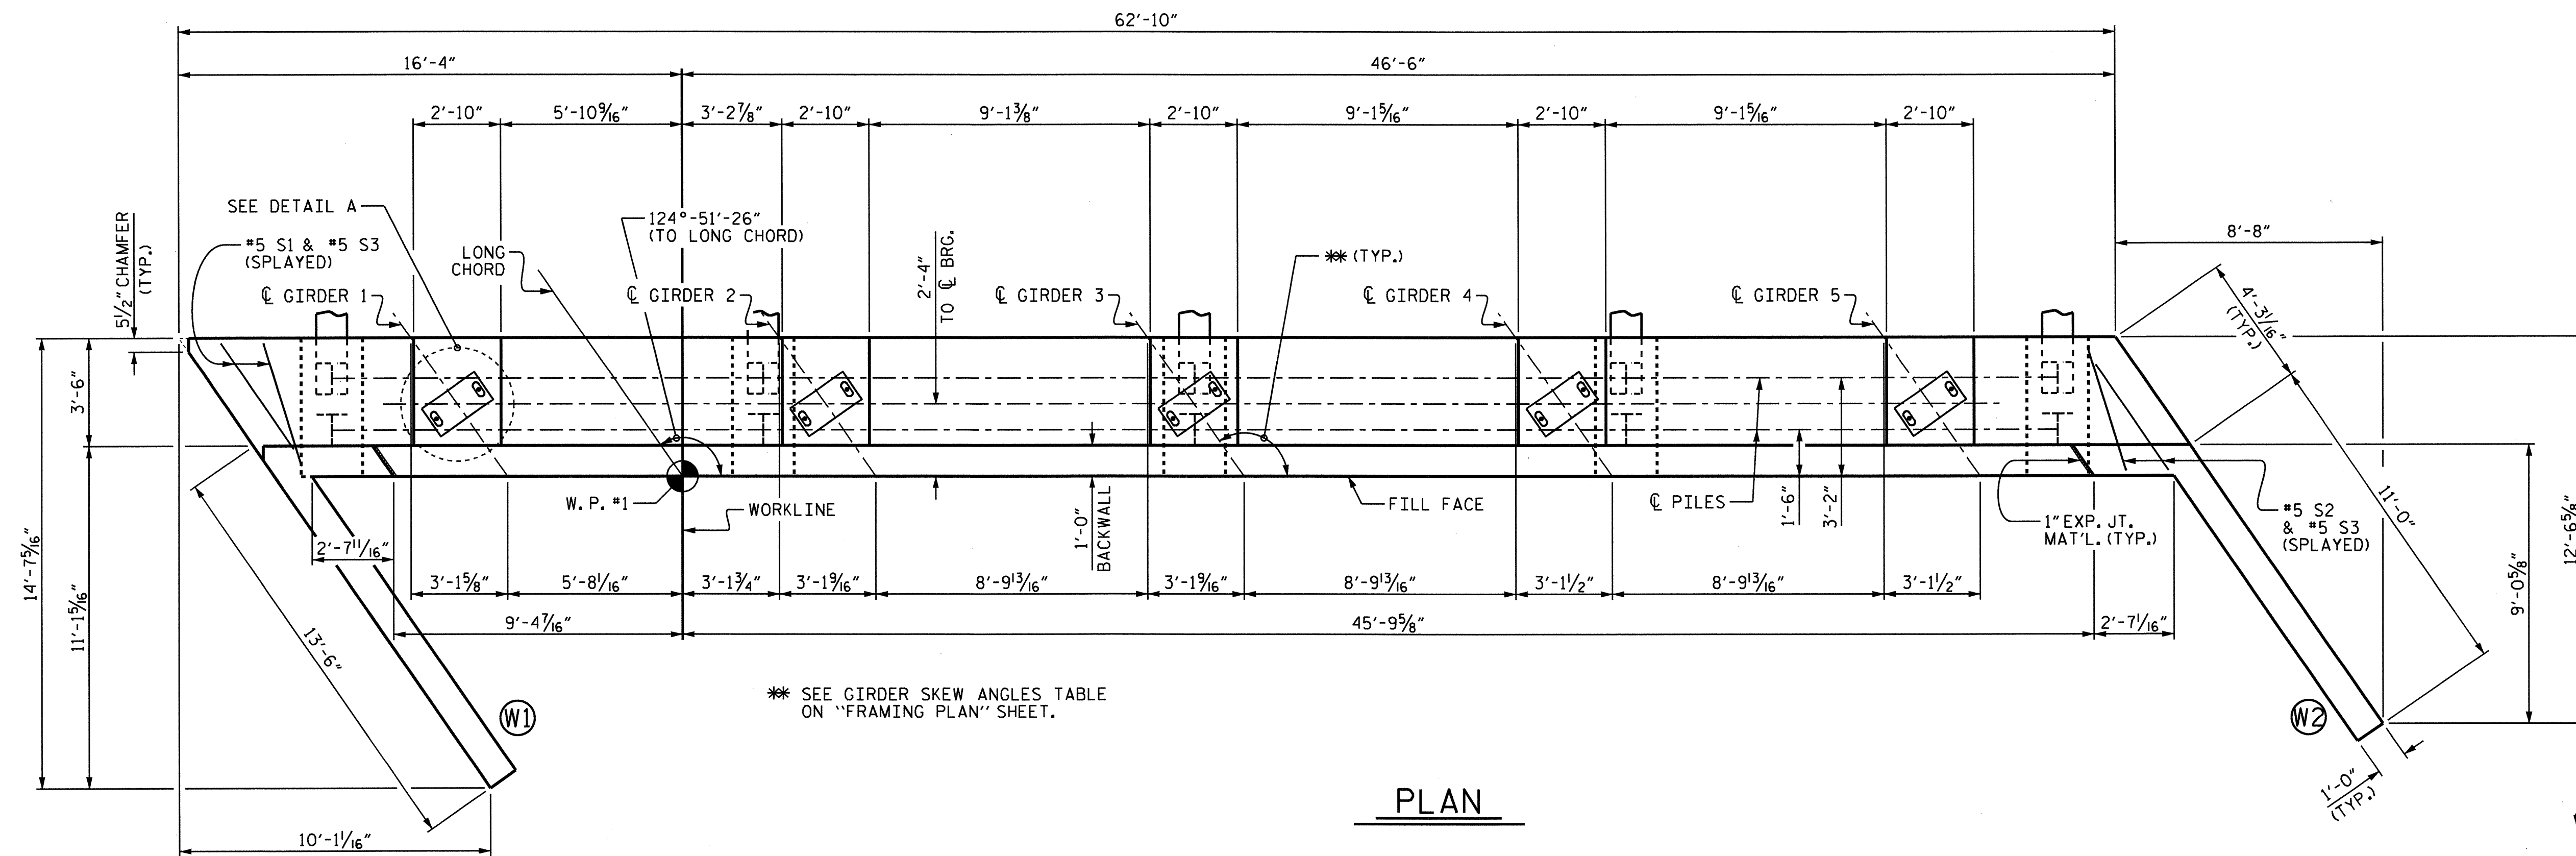 62'-10"
16'-4"
46'-6"
2'-10"
5'-10 9/16"
3'-2 7/8"
2'-10"
9'-1 3/8"
2'-10"
9'-1 5/16"
2'-10"
9'-1 5/16"
2'-10"
SEE DETAIL A
#5 S1 & #5 S3
(SPLAYED)
5 1/2" CHAMFER
(TYP.)
LONG
CHORD
124°-51'-26"
(TO LONG CHORD)
2'-4"
TO ℄ BRG.
** (TYP.)
8'-8"
4'-3 1/16"
(TYP.)
℄ GIRDER 1
℄ GIRDER 2
℄ GIRDER 3
℄ GIRDER 4
℄ GIRDER 5
3'-6"
14'-7 5/16"
11'-1 5/16"
W.P. #1
WORKLINE
1'-0"
BACKWALL
FILL FACE
℄ PILES
1'-6"
3'-2"
1" EXP. JT.
MAT'L. (TYP.)
#5 S2
& #5 S3
(SPLAYED)
11'-0"
9'-0 5/8"
12'-6 5/8"
2'-7 11/16"
3'-1 5/8"
5'-8 1/16"
3'-1 3/4"
3'-1 9/16"
8'-9 13/16"
3'-1 9/16"
8'-9 13/16"
3'-1 1/2"
8'-9 13/16"
3'-1 1/2"
9'-4 7/16"
45'-9 5/8"
2'-7 1/16"
13'-6"
** SEE GIRDER SKEW ANGLES TABLE
ON "FRAMING PLAN" SHEET.
W1
W2
1'-0"
(TYP.)
10'-1 1/16"
PLAN